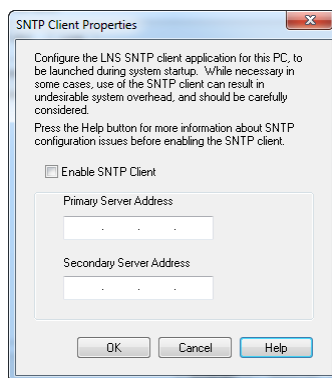 SNTP Client Properties
Configure the LNS SNTP client application for this PC, to
be launched during system startup. While necessary in
some cases, use of the SNTP client can result in
undesirable system overhead, and should be carefully
considered.
Press the Help button for more information about SNTP
configuration issues before enabling the SNTP client.
Enable SNTP Client
Primary Server Address
. . .
Secondary Server Address
. . .
OK Cancel Help